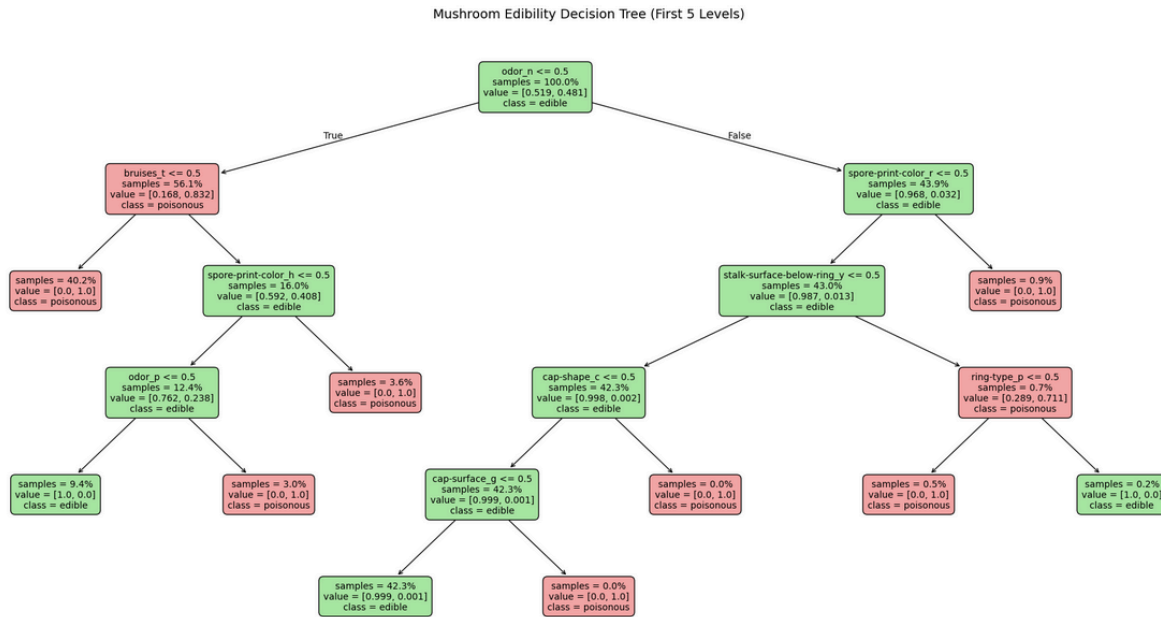 Mushroom Edibility Decision Tree (First 5 Levels)
odor_n <= 0.5
samples = 100.0%
value = [0.519, 0.481]
class = edible
True
False
bruises_t <= 0.5
samples = 56.1%
value = [0.168, 0.832]
class = poisonous
spore-print-color_r <= 0.5
samples = 43.9%
value = [0.968, 0.032]
class = edible
samples = 40.2%
value = [0.0, 1.0]
class = poisonous
spore-print-color_h <= 0.5
samples = 16.0%
value = [0.592, 0.408]
class = edible
stalk-surface-below-ring_y <= 0.5
samples = 43.0%
value = [0.987, 0.013]
class = edible
samples = 0.9%
value = [0.0, 1.0]
class = poisonous
odor_p <= 0.5
samples = 12.4%
value = [0.762, 0.238]
class = edible
samples = 3.6%
value = [0.0, 1.0]
class = poisonous
cap-shape_c <= 0.5
samples = 42.3%
value = [0.998, 0.002]
class = edible
ring-type_p <= 0.5
samples = 0.7%
value = [0.289, 0.711]
class = poisonous
samples = 9.4%
value = [1.0, 0.0]
class = edible
samples = 3.0%
value = [0.0, 1.0]
class = poisonous
cap-surface_g <= 0.5
samples = 42.3%
value = [0.999, 0.001]
class = edible
samples = 0.0%
value = [0.0, 1.0]
class = poisonous
samples = 0.5%
value = [0.0, 1.0]
class = poisonous
samples = 0.2%
value = [1.0, 0.0]
class = edible
samples = 42.3%
value = [0.999, 0.001]
class = edible
samples = 0.0%
value = [0.0, 1.0]
class = poisonous